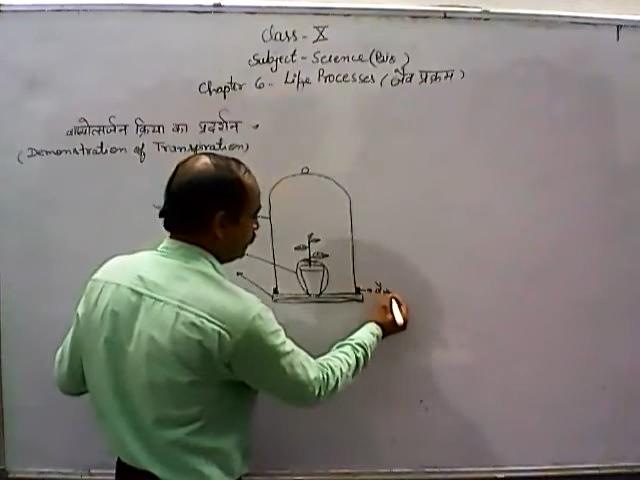 Class - X
Subject - Science (Bio)
Chapter 6 - Life Processes (जैव प्रक्रम)
वाष्पोत्सर्जन क्रिया का प्रदर्शन -
(Demonstration of Transpiration)